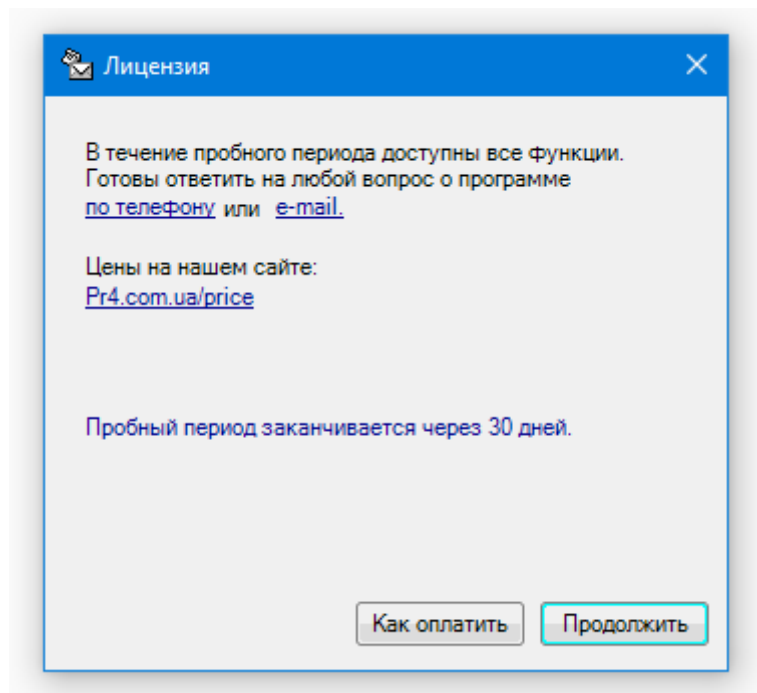 Лицензия
В течение пробного периода доступны все функции.
Готовы ответить на любой вопрос о программе
по телефону или e-mail.
Цены на нашем сайте:
Pr4.com.ua/price
Пробный период заканчивается через 30 дней.
Как оплатить Продолжить